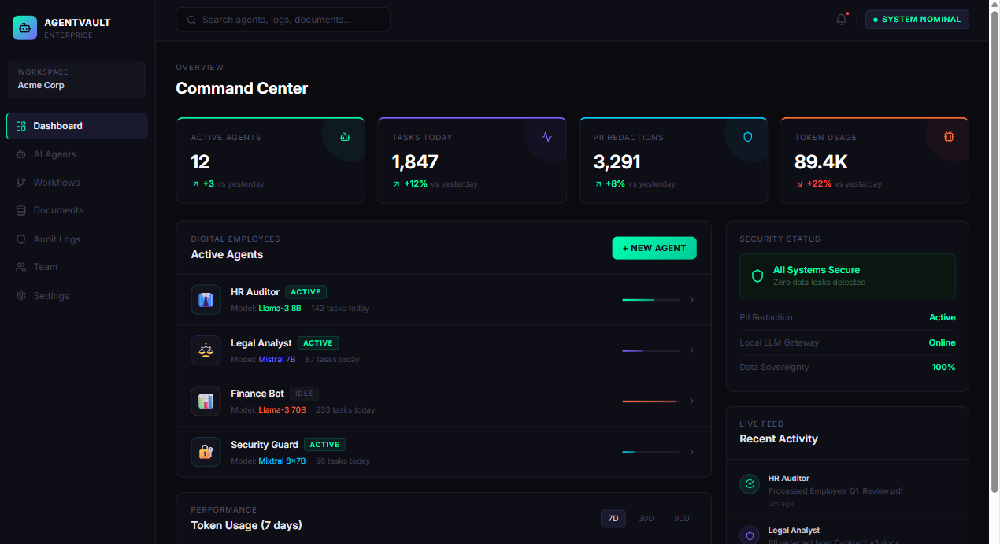 AGENTVAULT
ENTERPRISE
WORKSPACE
Acme Corp
Dashboard
AI Agents
Workflows
Documents
Audit Logs
Team
Settings
Search agents, logs, documents...
SYSTEM NOMINAL
OVERVIEW
Command Center
ACTIVE AGENTS
12
+3 vs yesterday
TASKS TODAY
1,847
+12% vs yesterday
PII REDACTIONS
3,291
+8% vs yesterday
TOKEN USAGE
89.4K
+22% vs yesterday
DIGITAL EMPLOYEES
Active Agents
+ NEW AGENT
HR Auditor ACTIVE
Model: Llama-3 8B 142 tasks today
Legal Analyst ACTIVE
Model: Mistral 7B 87 tasks today
Finance Bot IDLE
Model: Llama-3 70B 233 tasks today
Security Guard ACTIVE
Model: Mixtral 8×7B 56 tasks today
PERFORMANCE
Token Usage (7 days)
7D 30D 90D
SECURITY STATUS
All Systems Secure
Zero data leaks detected
PII Redaction Active
Local LLM Gateway Online
Data Sovereignty 100%
LIVE FEED
Recent Activity
HR Auditor
Processed Employee_Q1_Review.pdf
2m ago
Legal Analyst
PII redacted from Contract_v3.docx